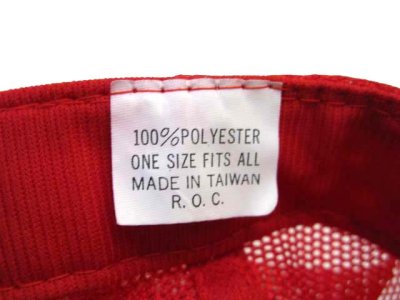 100% POLYESTER
ONE SIZE FITS ALL
MADE IN TAIWAN
R. O. C.